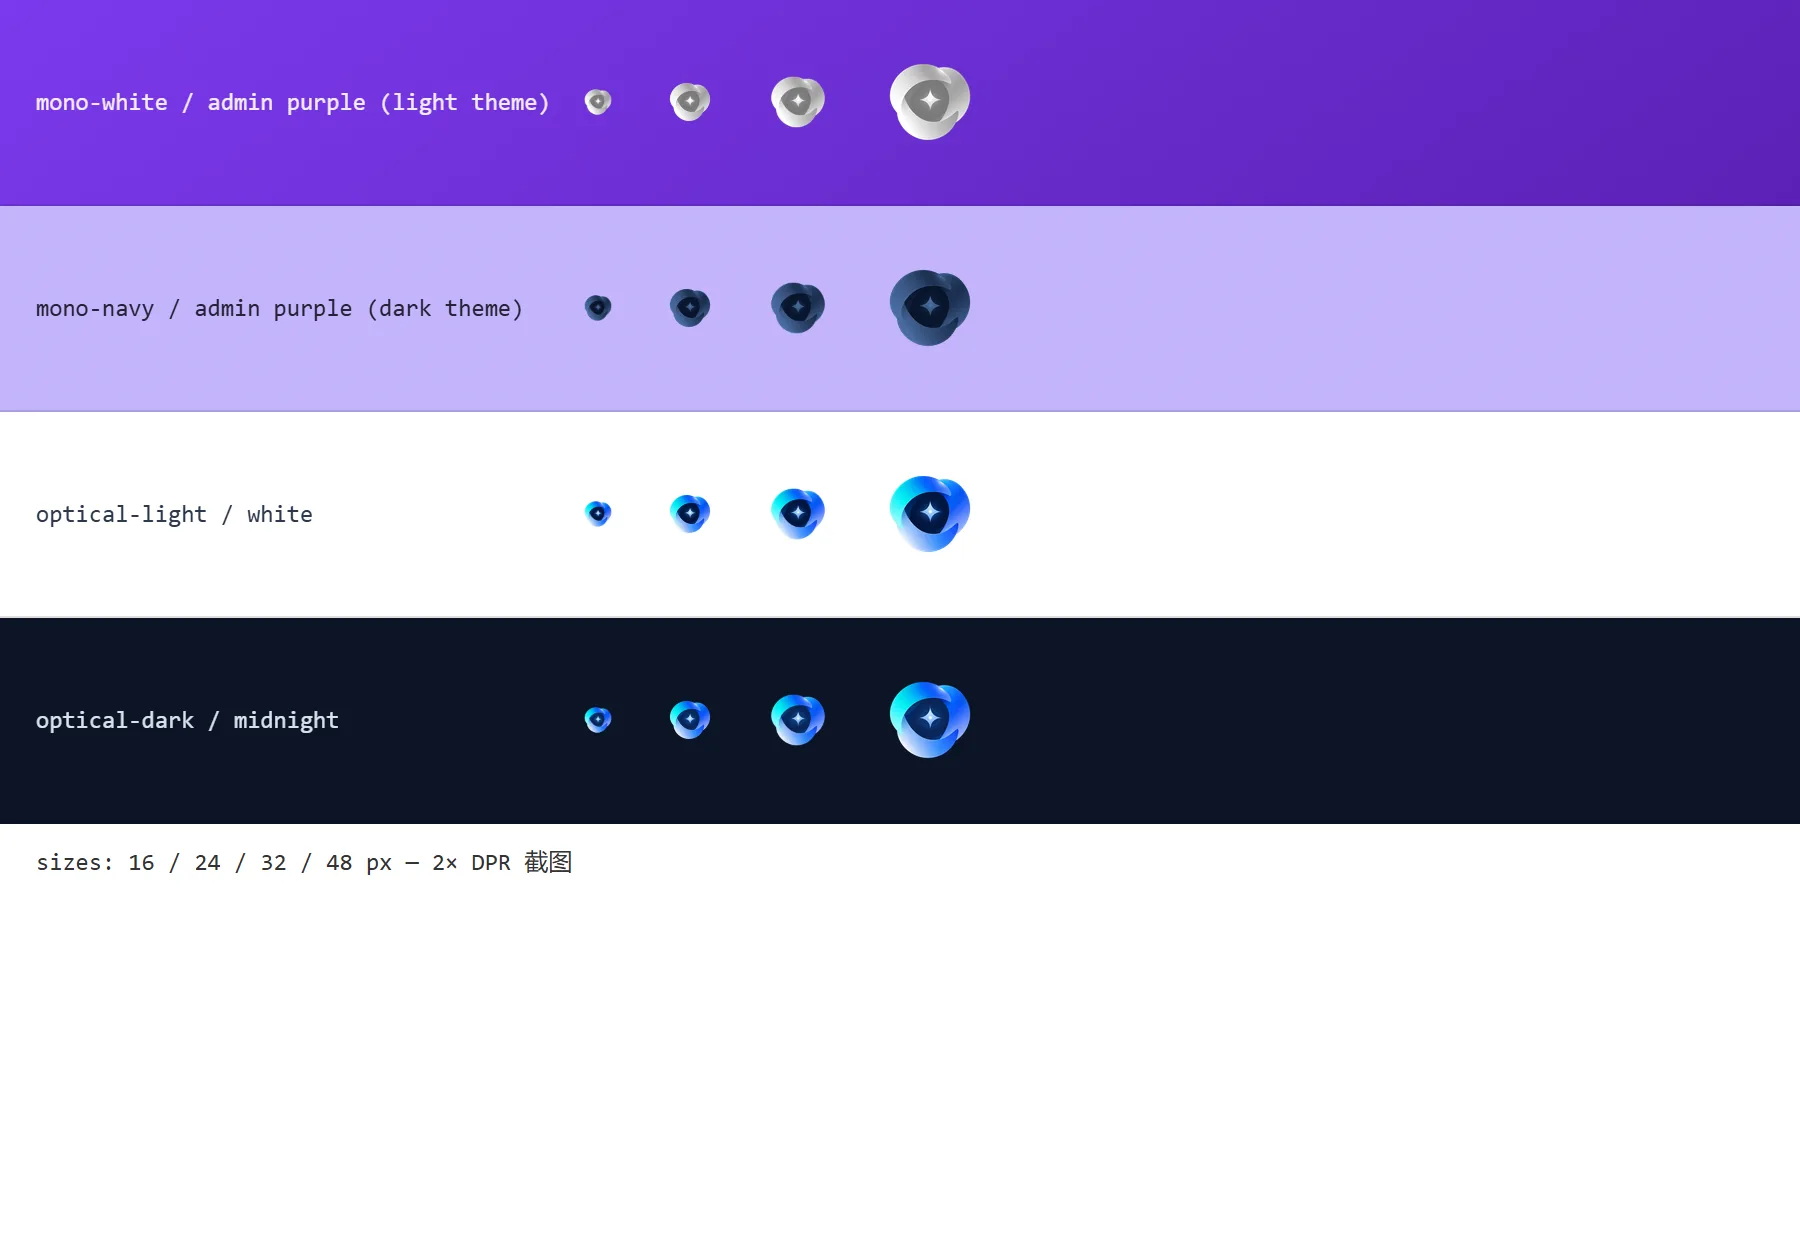 mono-white / admin purple (light theme)
mono-navy / admin purple (dark theme)
optical-light / white
optical-dark / midnight
sizes: 16 / 24 / 32 / 48 px — 2× DPR 截图